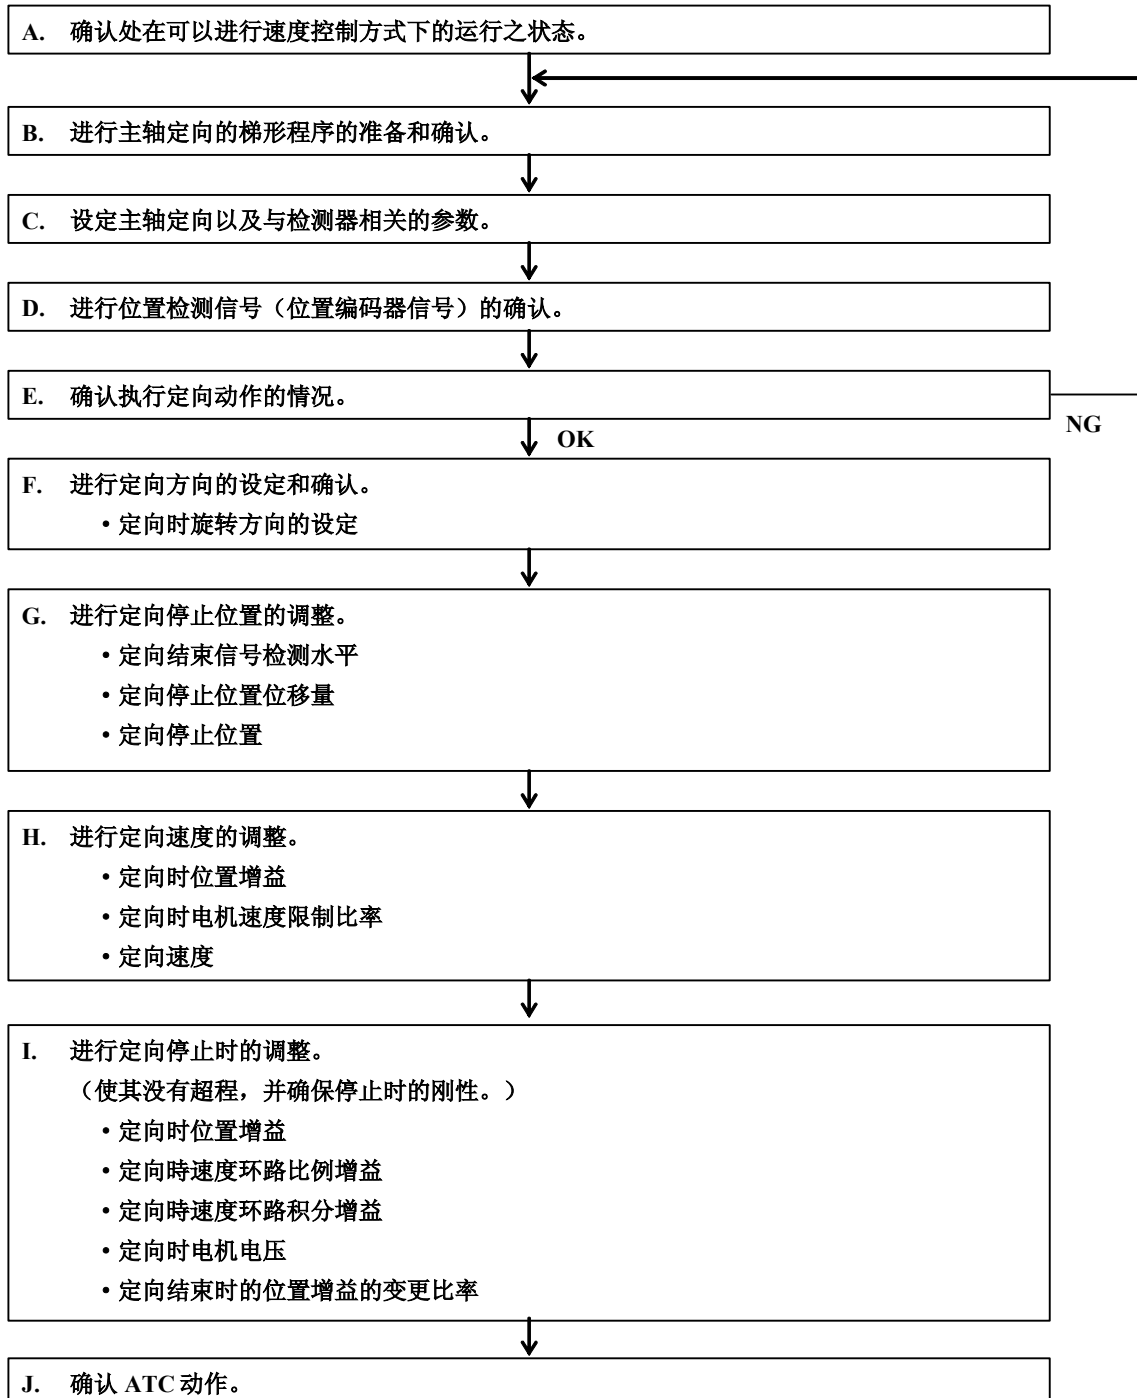 A. 确认处在可以进行速度控制方式下的运行之状态。
B. 进行主轴定向的梯形程序的准备和确认。
C. 设定主轴定向以及与检测器相关的参数。
D. 进行位置检测信号（位置编码器信号）的确认。
E. 确认执行定向动作的情况。
NG
OK
F. 进行定向方向的设定和确认。
・定向时旋转方向的设定
G. 进行定向停止位置的调整。
・定向结束信号检测水平
・定向停止位置位移量
・定向停止位置
H. 进行定向速度的调整。
・定向时位置增益
・定向时电机速度限制比率
・定向速度
I. 进行定向停止时的调整。
（使其没有超程，并确保停止时的刚性。）
・定向时位置增益
・定向時速度环路比例增益
・定向時速度环路积分增益
・定向时电机电压
・定向结束时的位置增益的变更比率
J. 确认 ATC 动作。